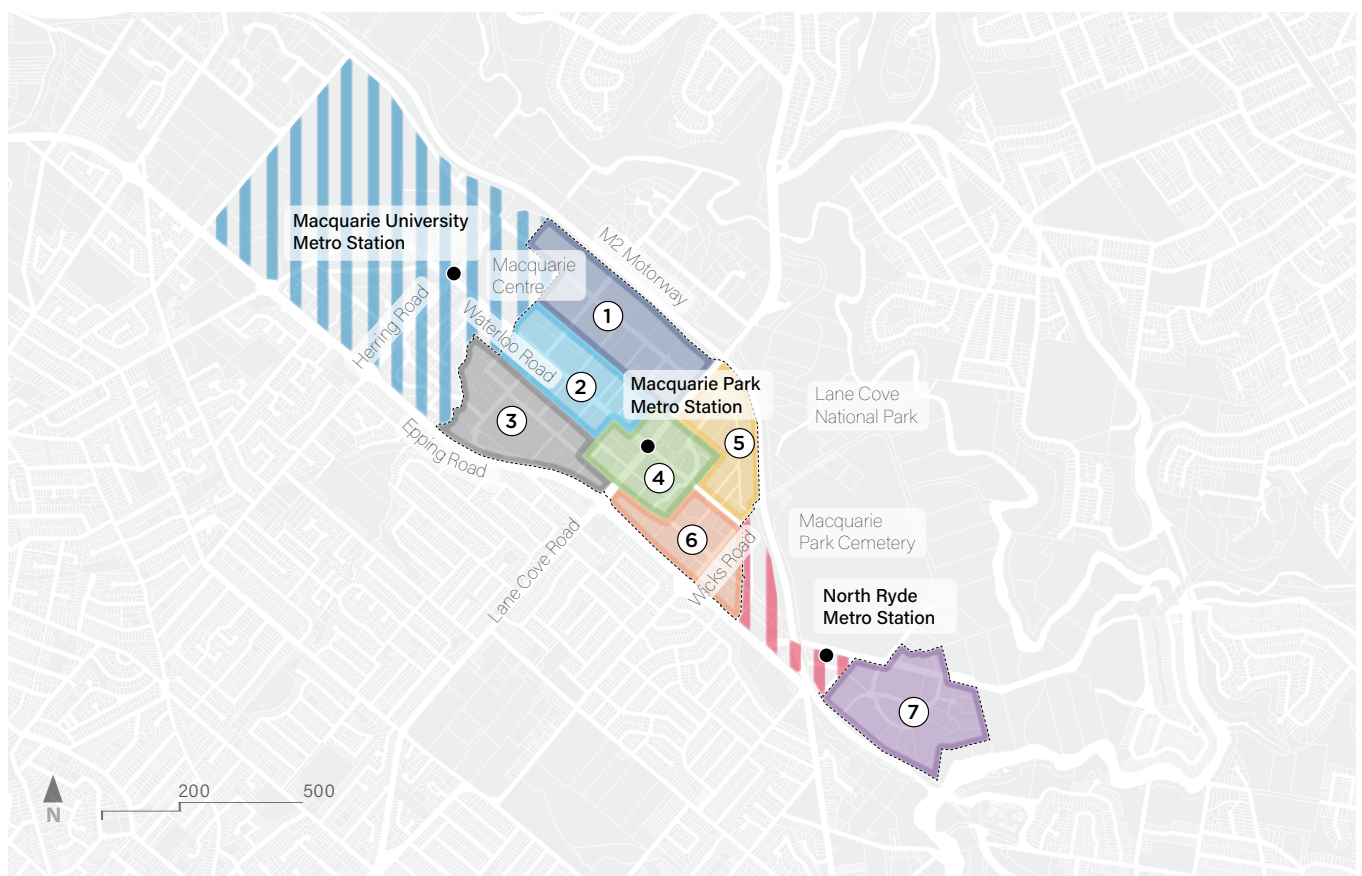 Macquarie University
Metro Station
Macquarie
Centre
M2 Motorway
Herring Road
Waterloo Road
1
2
Macquarie Park
Metro Station
Lane Cove
National Park
3
Epping Road
4
5
Macquarie
Park Cemetery
6
Lane Cove Road
Wicks Road
North Ryde
Metro Station
7
200
500
N